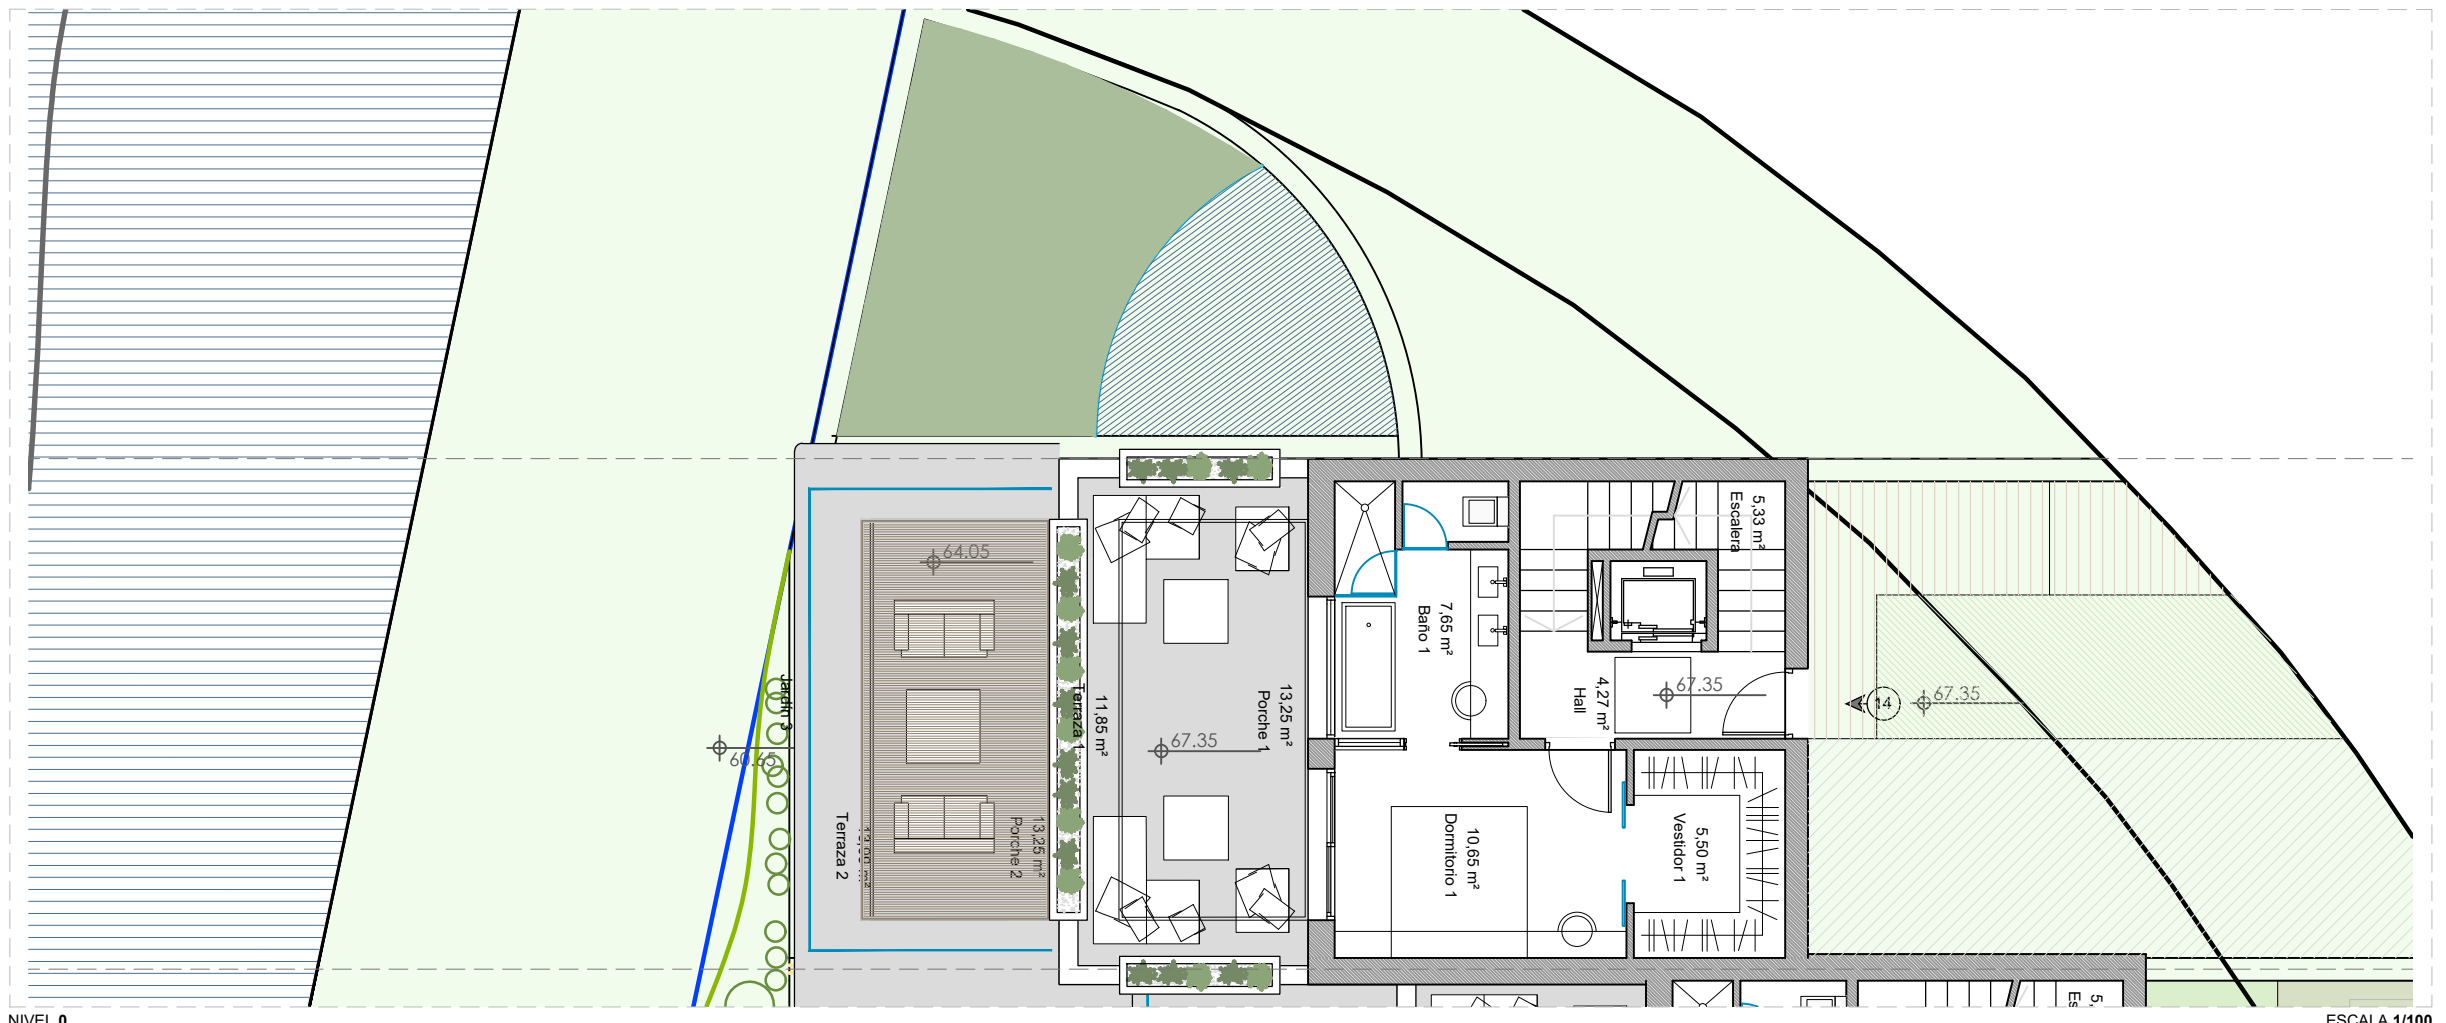 5,33 m²
Escalera
64.05
7,65 m²
Baño 1
4,27 m²
Hall
67.35
14
67.35
13,25 m²
Porche 1
67.35
11,85 m²
Terraza 1
Jardín 3
60.65
13,25 m²
Porche 2
Terraza 2
10,65 m²
Dormitorio 1
5,50 m²
Vestidor 1
5,
Es
NIVEL 0
ESCALA 1/100